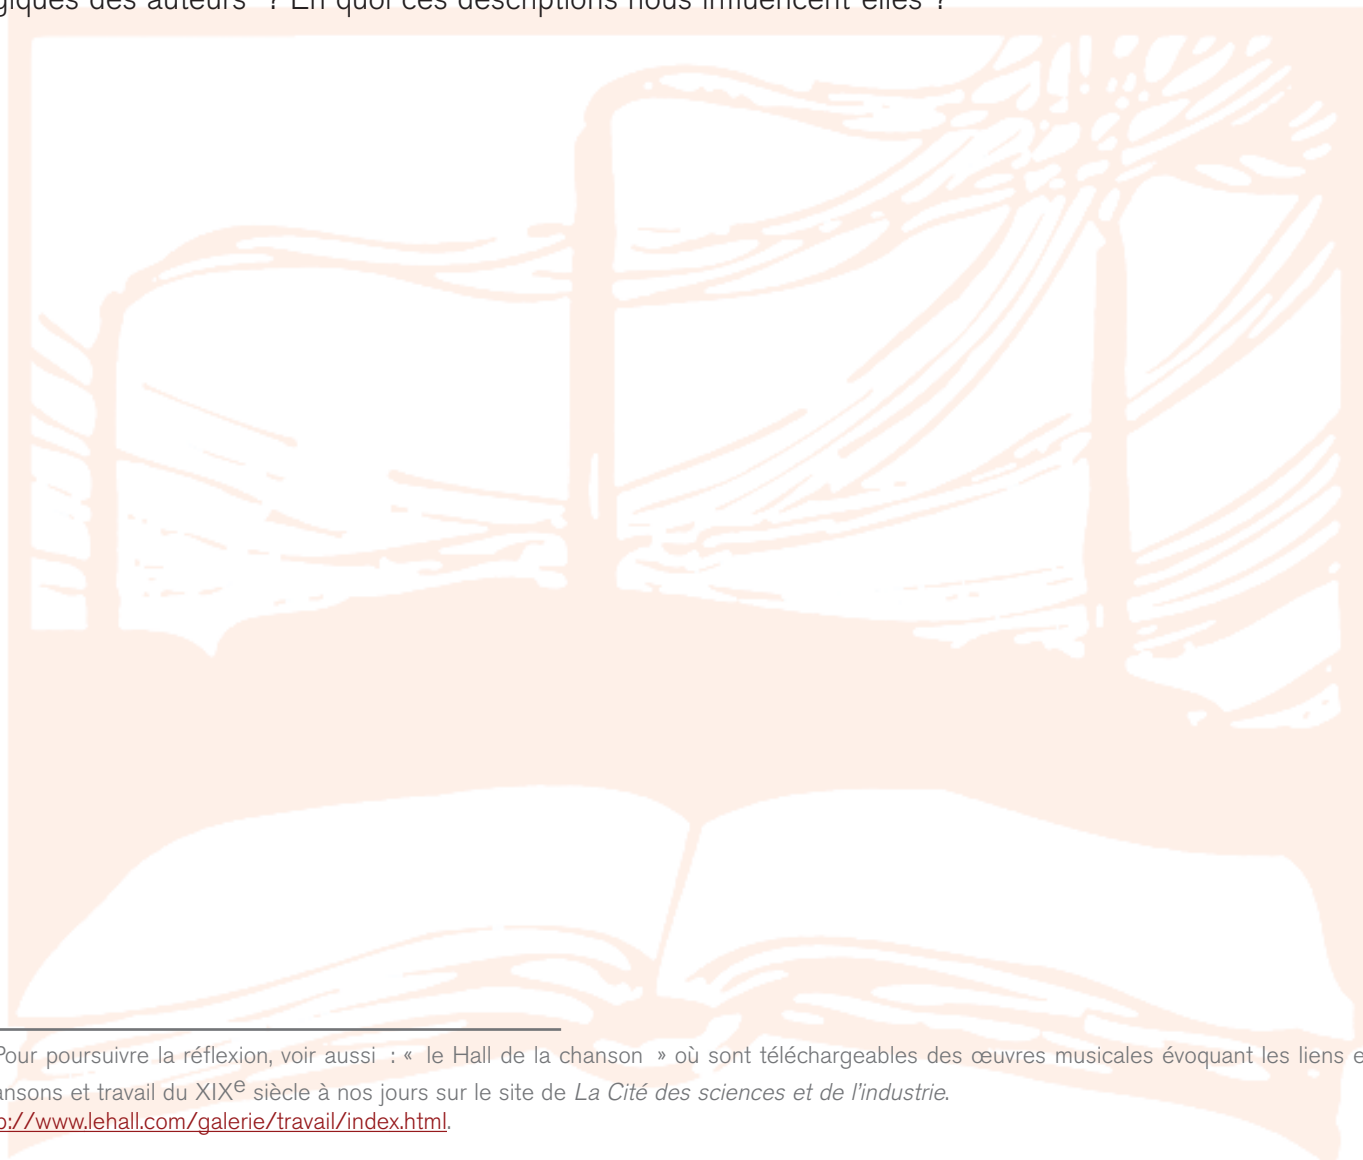 giques des auteurs ? En quoi ces descriptions nous influencent elles ?
Pour poursuivre la réflexion, voir aussi : « le Hall de la chanson » où sont téléchargeables des œuvres musicales évoquant les liens e
ansons et travail du XIXe siècle à nos jours sur le site de La Cité des sciences et de l'industrie.
p://www.lehall.com/galerie/travail/index.html.